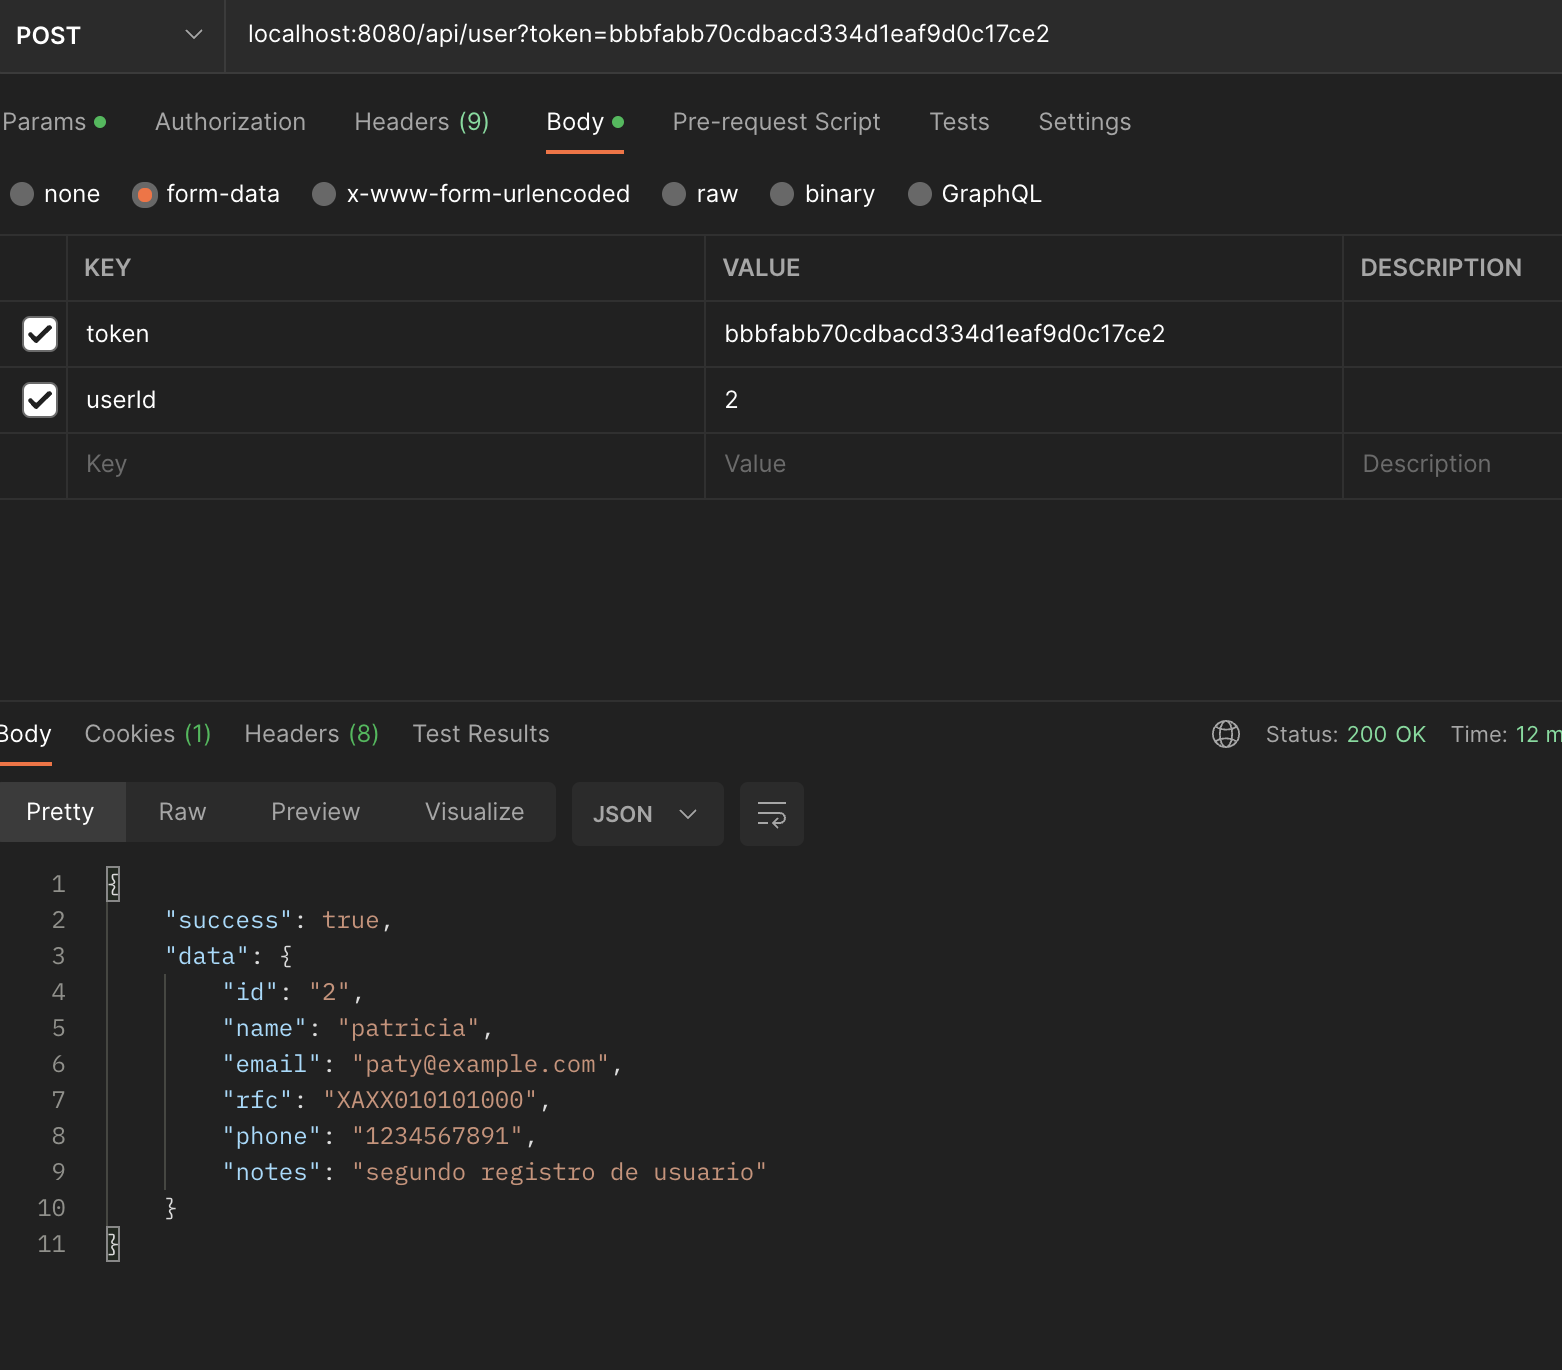 POST localhost:8080/api/user?token=bbbfabb70cdbacd334d1eaf9d0c17ce2
Params Authorization Headers (9) Body Pre-request Script Tests Settings
none form-data x-www-form-urlencoded raw binary GraphQL
KEY VALUE DESCRIPTION
token bbbfabb70cdbacd334d1eaf9d0c17ce2
userId 2
Key Value Description
Body Cookies (1) Headers (8) Test Results Status: 200 OK Time: 12 m
Pretty Raw Preview Visualize JSON
1 {
2 "success": true,
3 "data": {
4 "id": "2",
5 "name": "patricia",
6 "email": "paty@example.com",
7 "rfc": "XAXX010101000",
8 "phone": "1234567891",
9 "notes": "segundo registro de usuario"
10 }
11 }